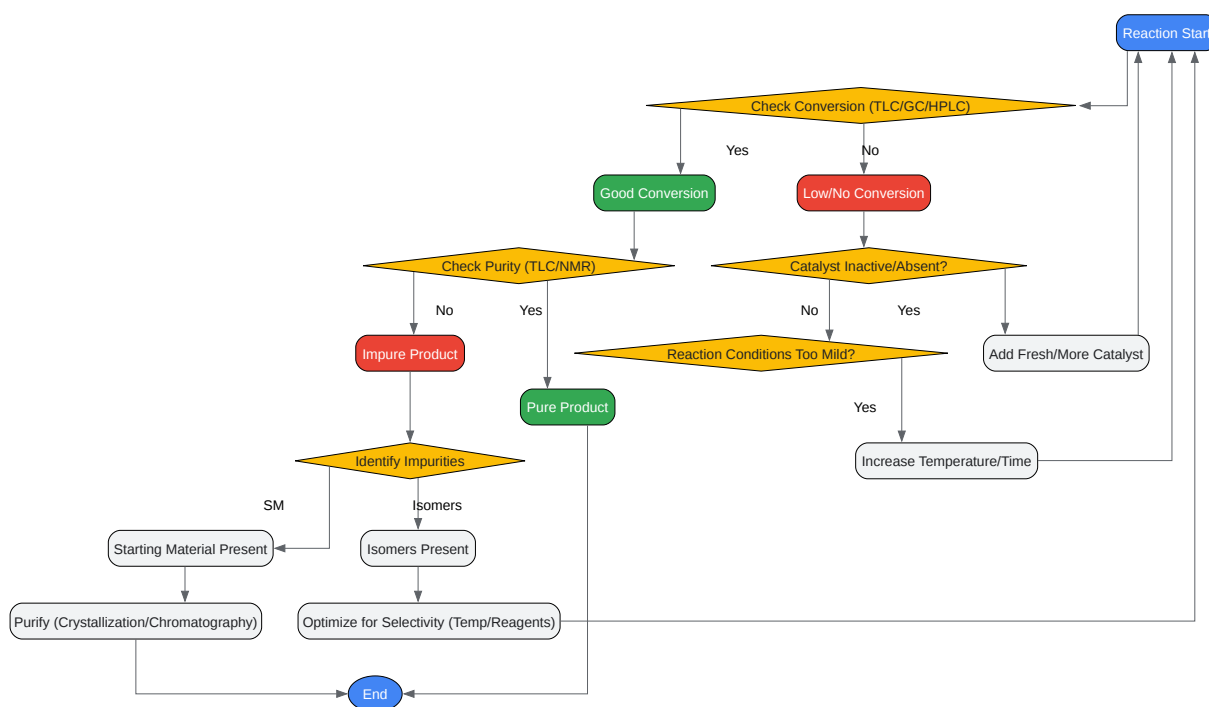 Reaction Start
Check Conversion (TLC/GC/HPLC)
Yes
No
Good Conversion
Low/No Conversion
Check Purity (TLC/NMR)
Catalyst Inactive/Absent?
No
Yes
No
Yes
Impure Product
Reaction Conditions Too Mild?
Add Fresh/More Catalyst
Pure Product
Yes
Identify Impurities
Increase Temperature/Time
SM
Isomers
Starting Material Present
Isomers Present
Purify (Crystallization/Chromatography)
Optimize for Selectivity (Temp/Reagents)
End